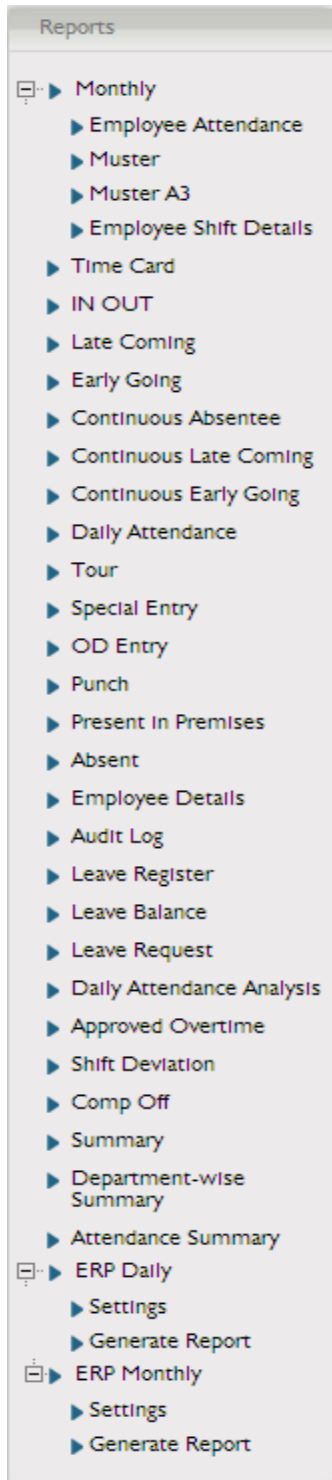 Reports
Monthly
Employee Attendance
Muster
Muster A3
Employee Shift Details
Time Card
IN OUT
Late Coming
Early Going
Continuous Absentee
Continuous Late Coming
Continuous Early Going
Daily Attendance
Tour
Special Entry
OD Entry
Punch
Present in Premises
Absent
Employee Details
Audit Log
Leave Register
Leave Balance
Leave Request
Daily Attendance Analysis
Approved Overtime
Shift Deviation
Comp Off
Summary
Department-wise
Summary
Attendance Summary
ERP Daily
Settings
Generate Report
ERP Monthly
Settings
Generate Report